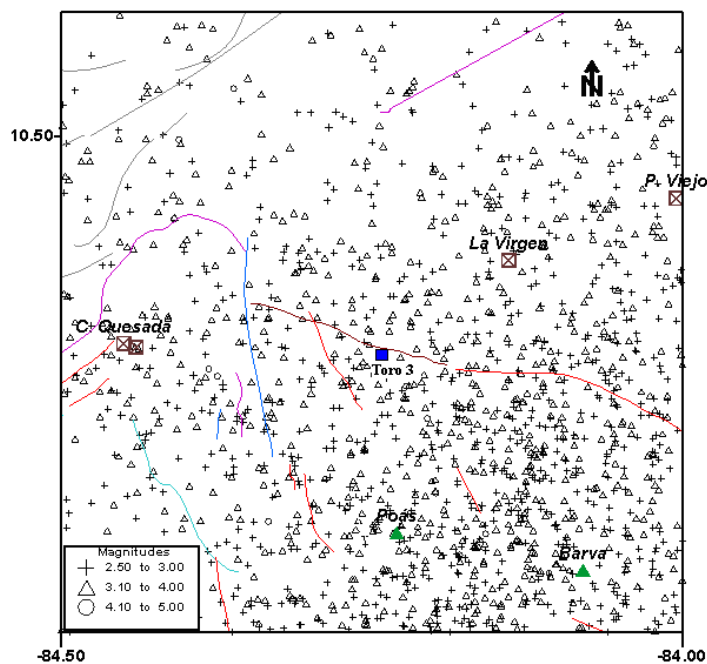 N
10.50
P. Viejo
La Virgen
C. Quesada
Toro 3
Poas
Barva
Magnitudes
2.50 to 3.00
3.10 to 4.00
4.10 to 5.00
-84.50
-84.00